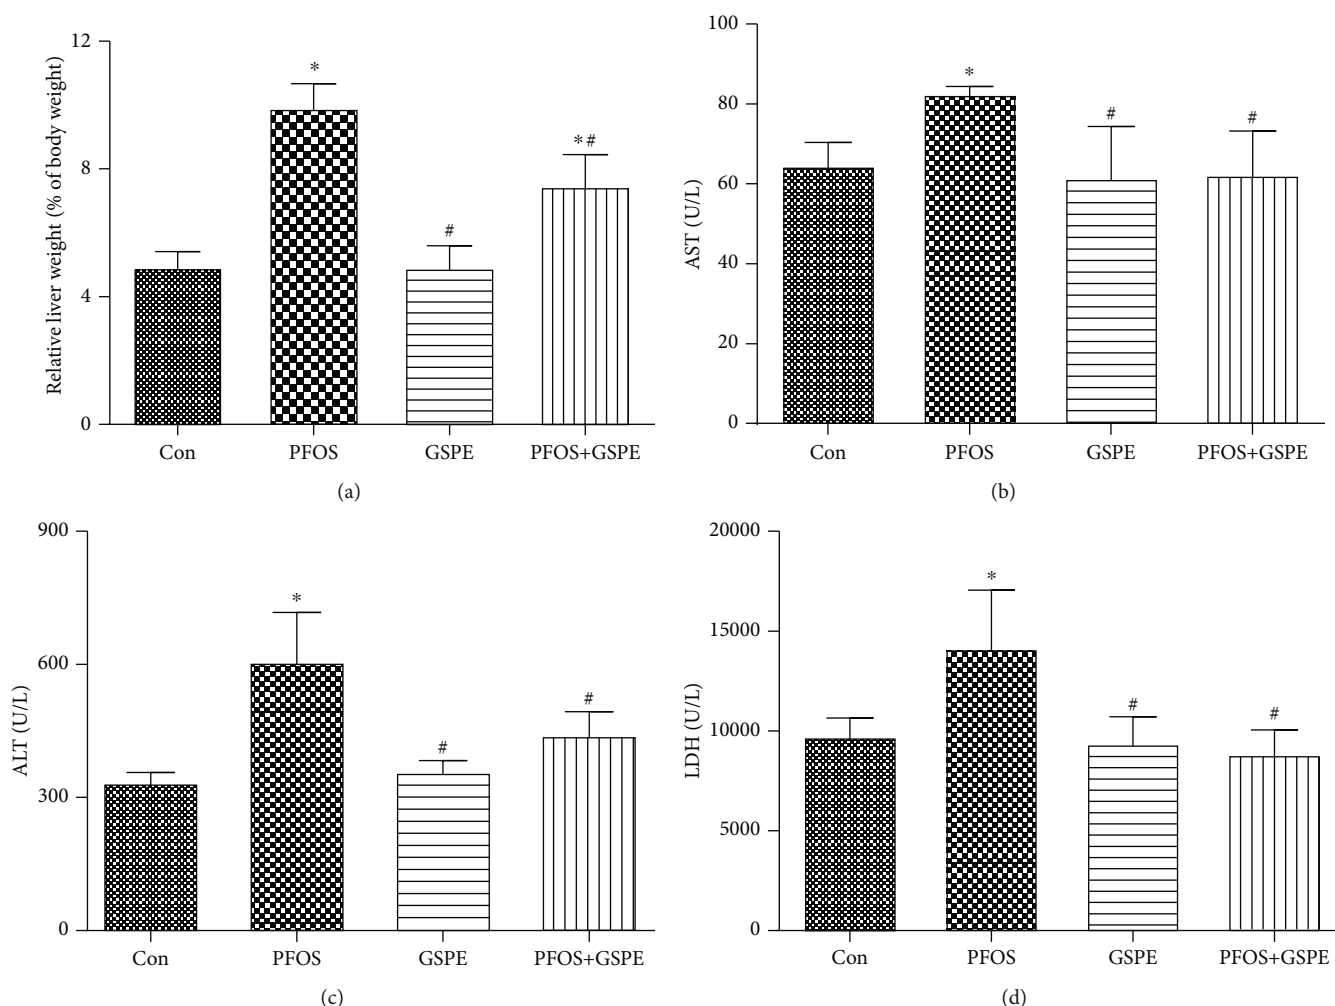 12
8
4
0
Relative liver weight (% of body weight)
*
#
*#
Con
PFOS
GSPE
PFOS+GSPE
(a)
100
80
60
40
20
0
AST (U/L)
*
#
#
Con
PFOS
GSPE
PFOS+GSPE
(b)
900
600
300
0
ALT (U/L)
*
#
#
Con
PFOS
GSPE
PFOS+GSPE
(c)
20000
15000
10000
5000
0
LDH (U/L)
*
#
#
Con
PFOS
GSPE
PFOS+GSPE
(d)